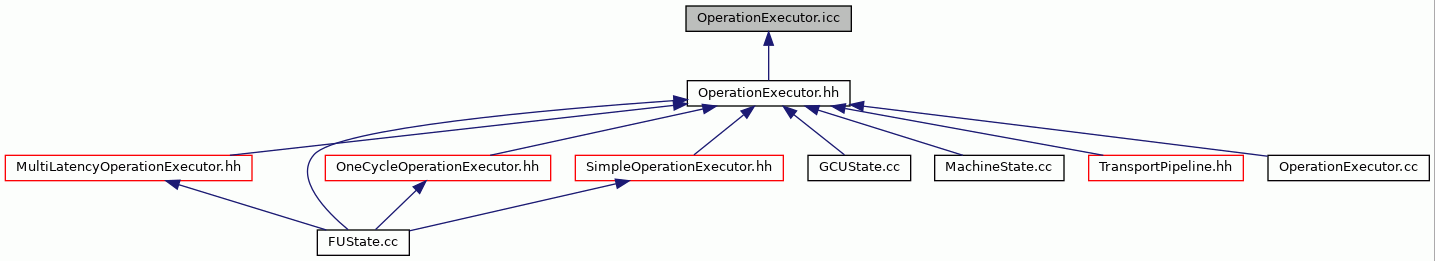 OperationExecutor.icc
OperationExecutor.hh
MultiLatencyOperationExecutor.hh
OneCycleOperationExecutor.hh
SimpleOperationExecutor.hh
GCUState.cc
MachineState.cc
TransportPipeline.hh
OperationExecutor.cc
FUState.cc